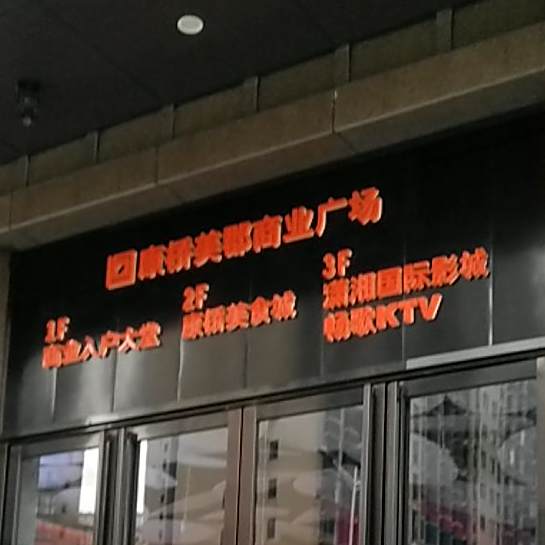 康桥美郡商业广场
1F
商业入户大堂
2F
康桥美食城
3F
潇湘国际影城
畅歌KTV